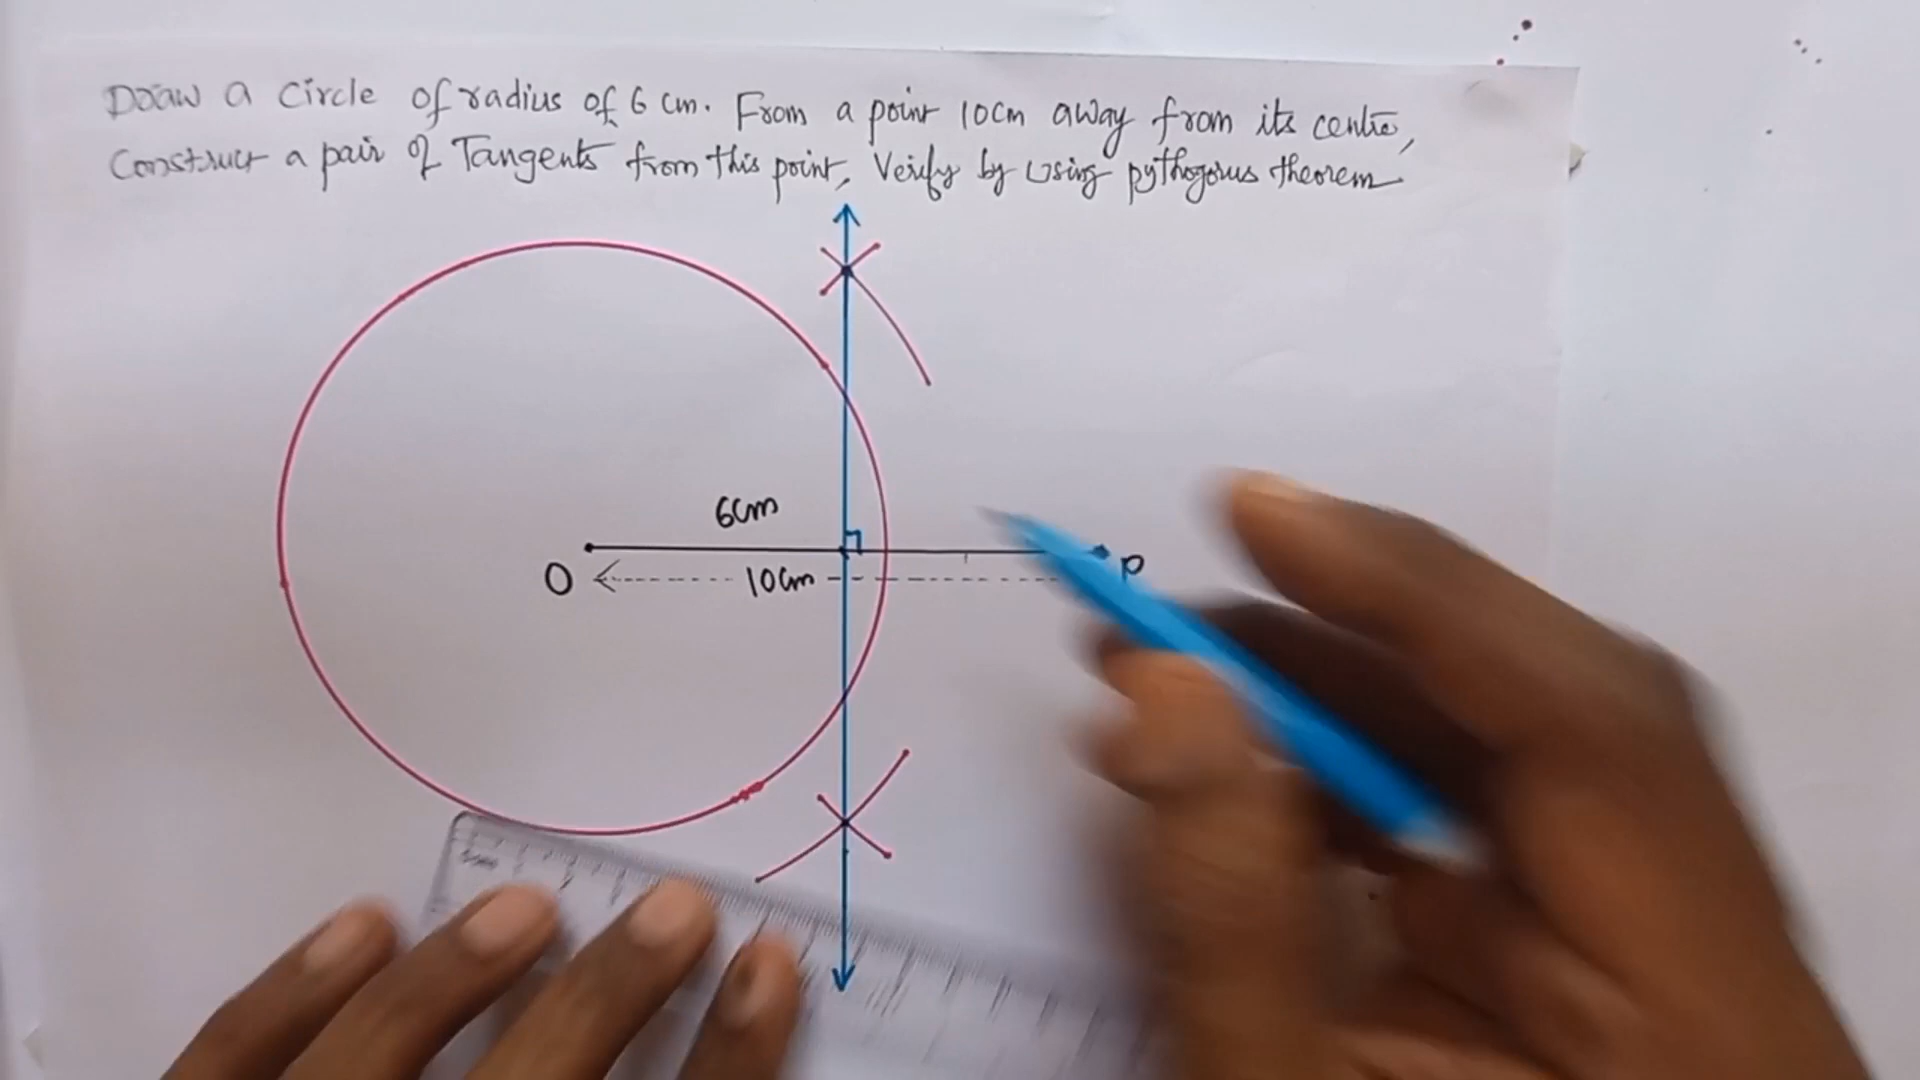 Draw a Circle of radius of 6 cm. From a point 10cm away from its centre,
Construct a pair of Tangents from this point, Verify by Using pythogorus theorem.
6cm
O
10cm
P